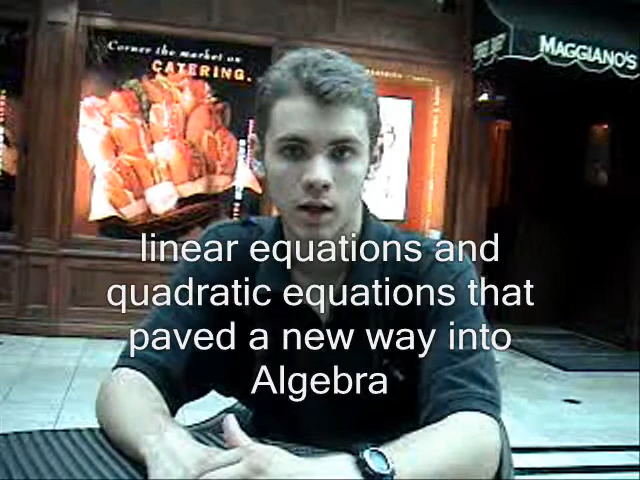 Corner the market on
CATERING.
MAGGIANO'S
linear equations and
quadratic equations that
paved a new way into
Algebra